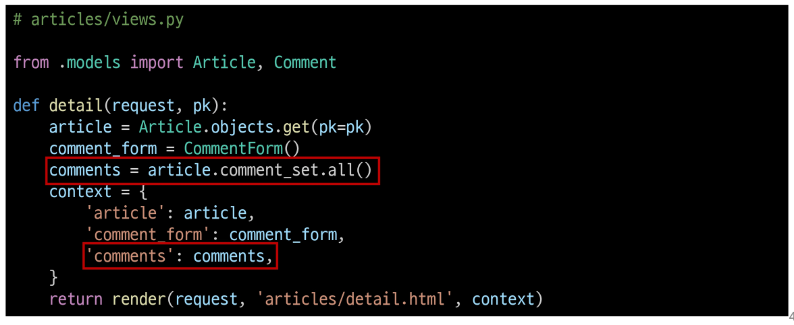 # articles/views.py
from .models import Article, Comment
def detail(request, pk):
    article = Article.objects.get(pk=pk)
    comment_form = CommentForm()
    comments = article.comment_set.all()
    context = {
        'article': article,
        'comment_form': comment_form,
        'comments': comments,
    }
    return render(request, 'articles/detail.html', context)
4